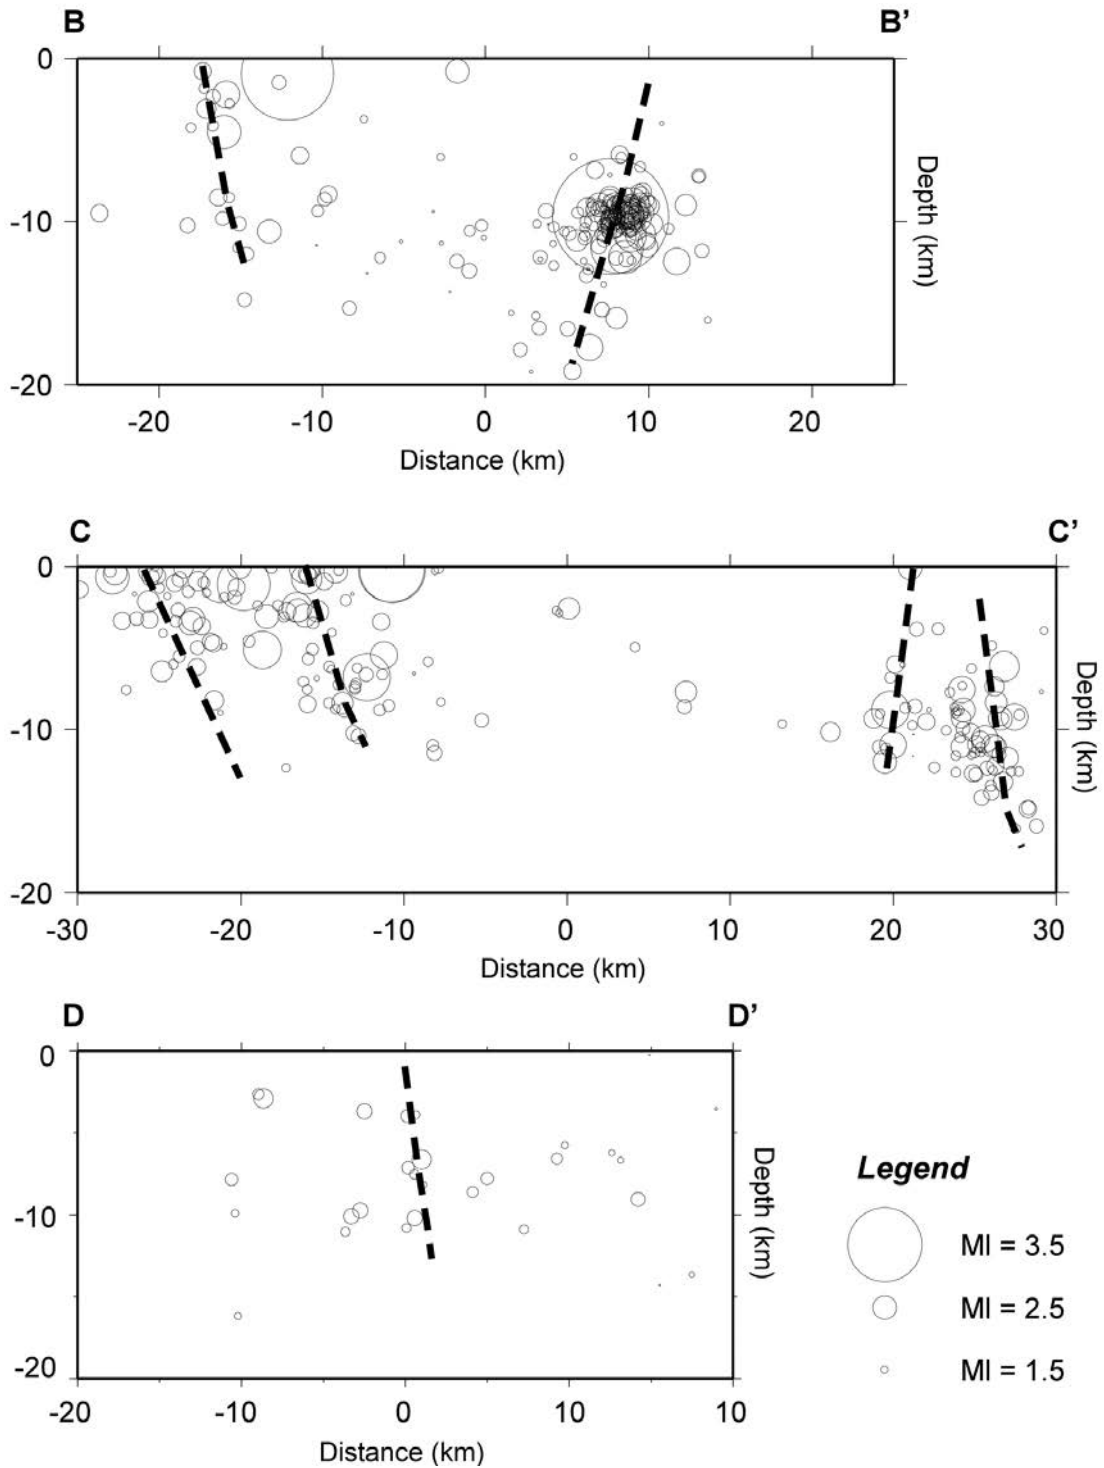 B B’
0
-10
-20
Depth (km)
-20 -10 0 10 20
Distance (km)
C C’
0
-10
-20
Depth (km)
-30 -20 -10 0 10 20 30
Distance (km)
D D’
0
-10
-20
Depth (km)
-20 -10 0 10 10
Distance (km)
Legend
Ml = 3.5
Ml = 2.5
Ml = 1.5